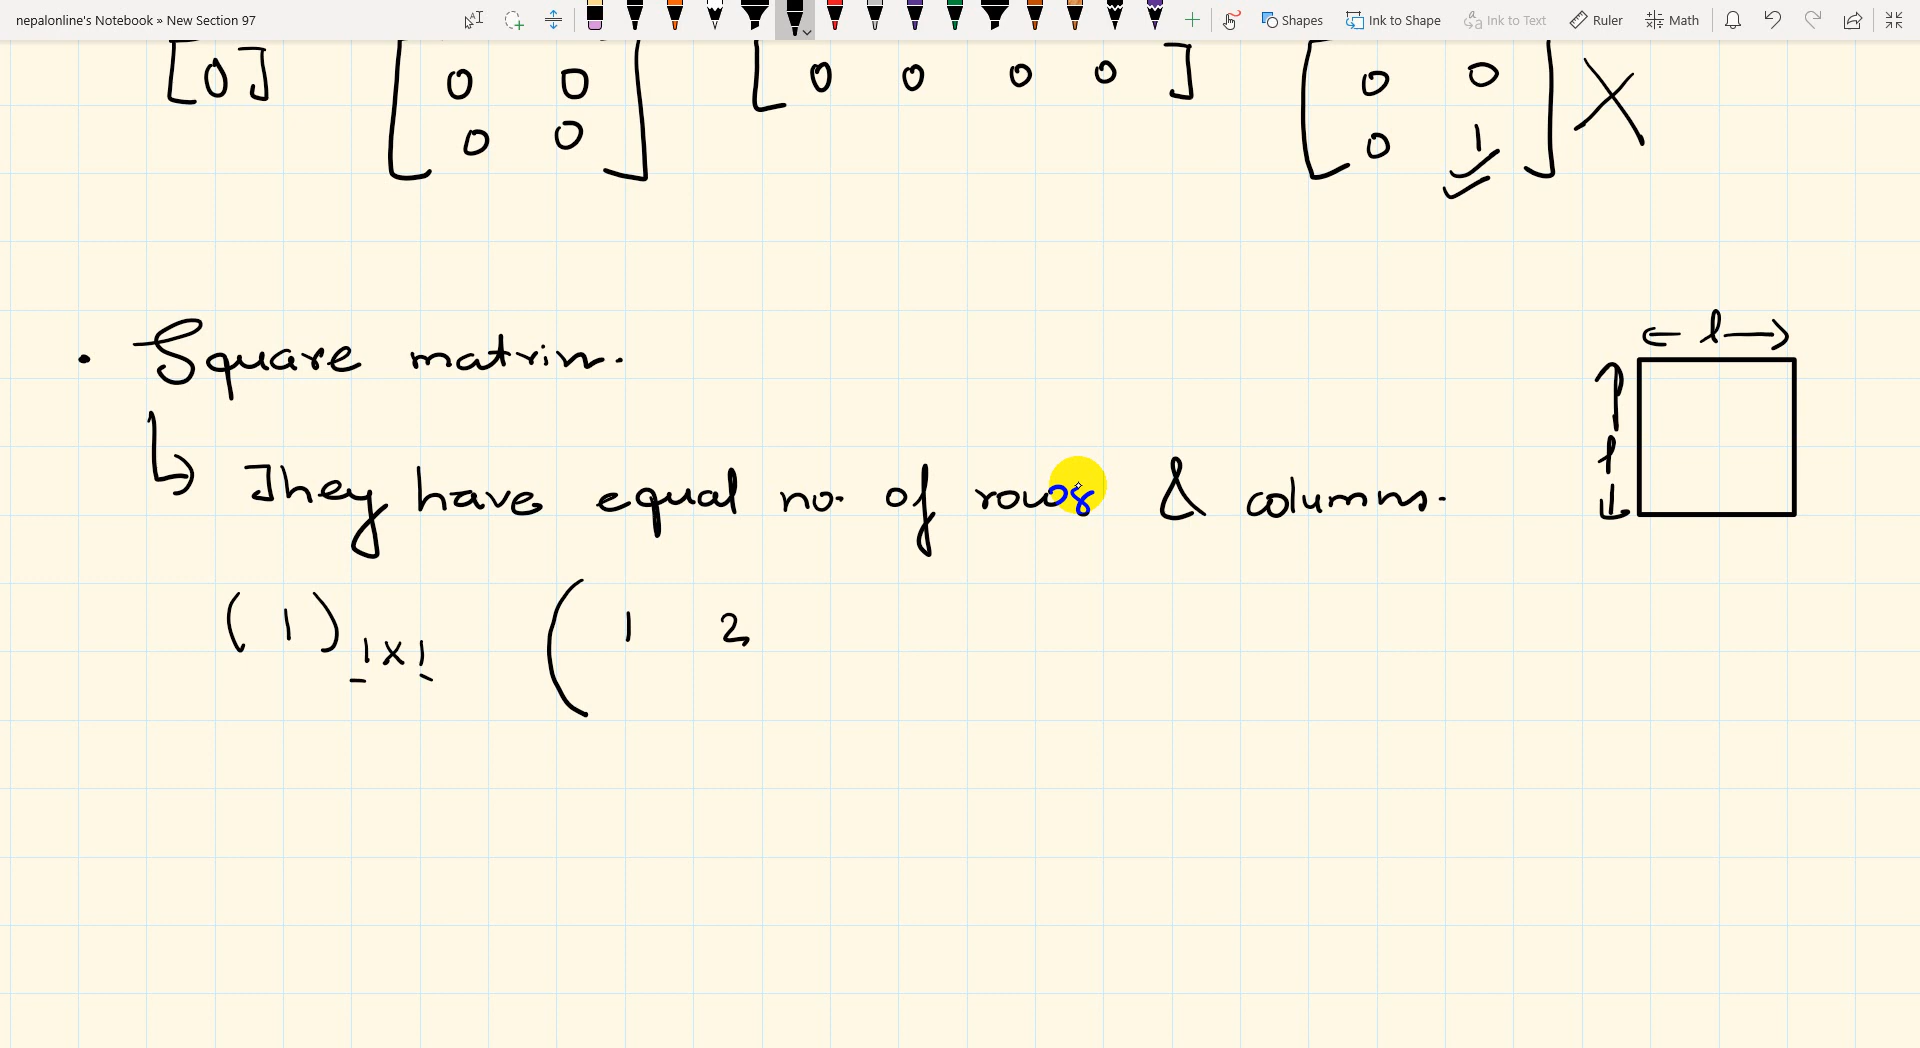 nepalonline's Notebook » New Section 97
Shapes Ink to Shape Ink to Text Ruler Math
[0] [0 0 [0 0 0 0] [0 0] X
0 0] 0 1]
l
• Square matrix.
l
They have equal no. of rows & columns.
(1) 1x1 ( 1 2